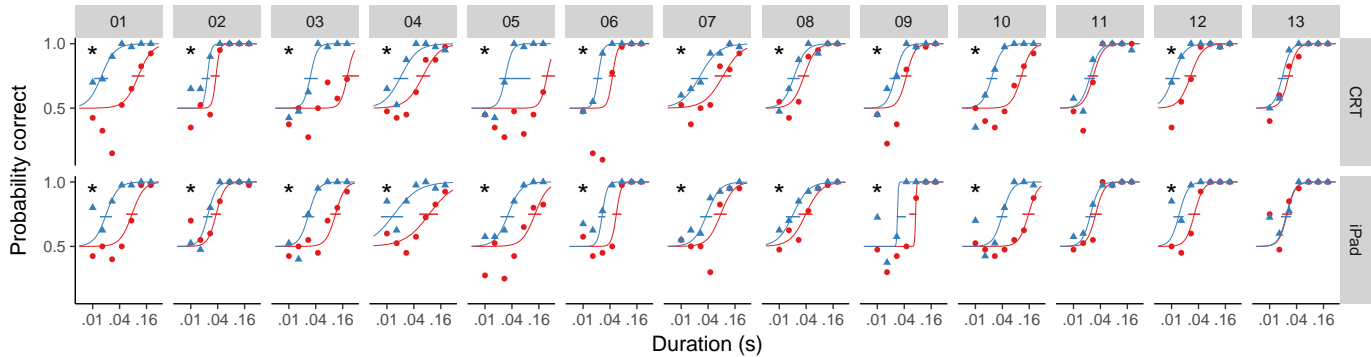 01 02 03 04 05 06 07 08 09 10 11 12 13
Probability correct
1.0 * * * * * * * * * * * CRT
0.5
1.0 * * * * * * * * * * * iPad
0.5
.01 .04 .16 .01 .04 .16 .01 .04 .16 .01 .04 .16 .01 .04 .16 .01 .04 .16 .01 .04 .16 .01 .04 .16 .01 .04 .16 .01 .04 .16 .01 .04 .16 .01 .04 .16 .01 .04 .16
Duration (s)